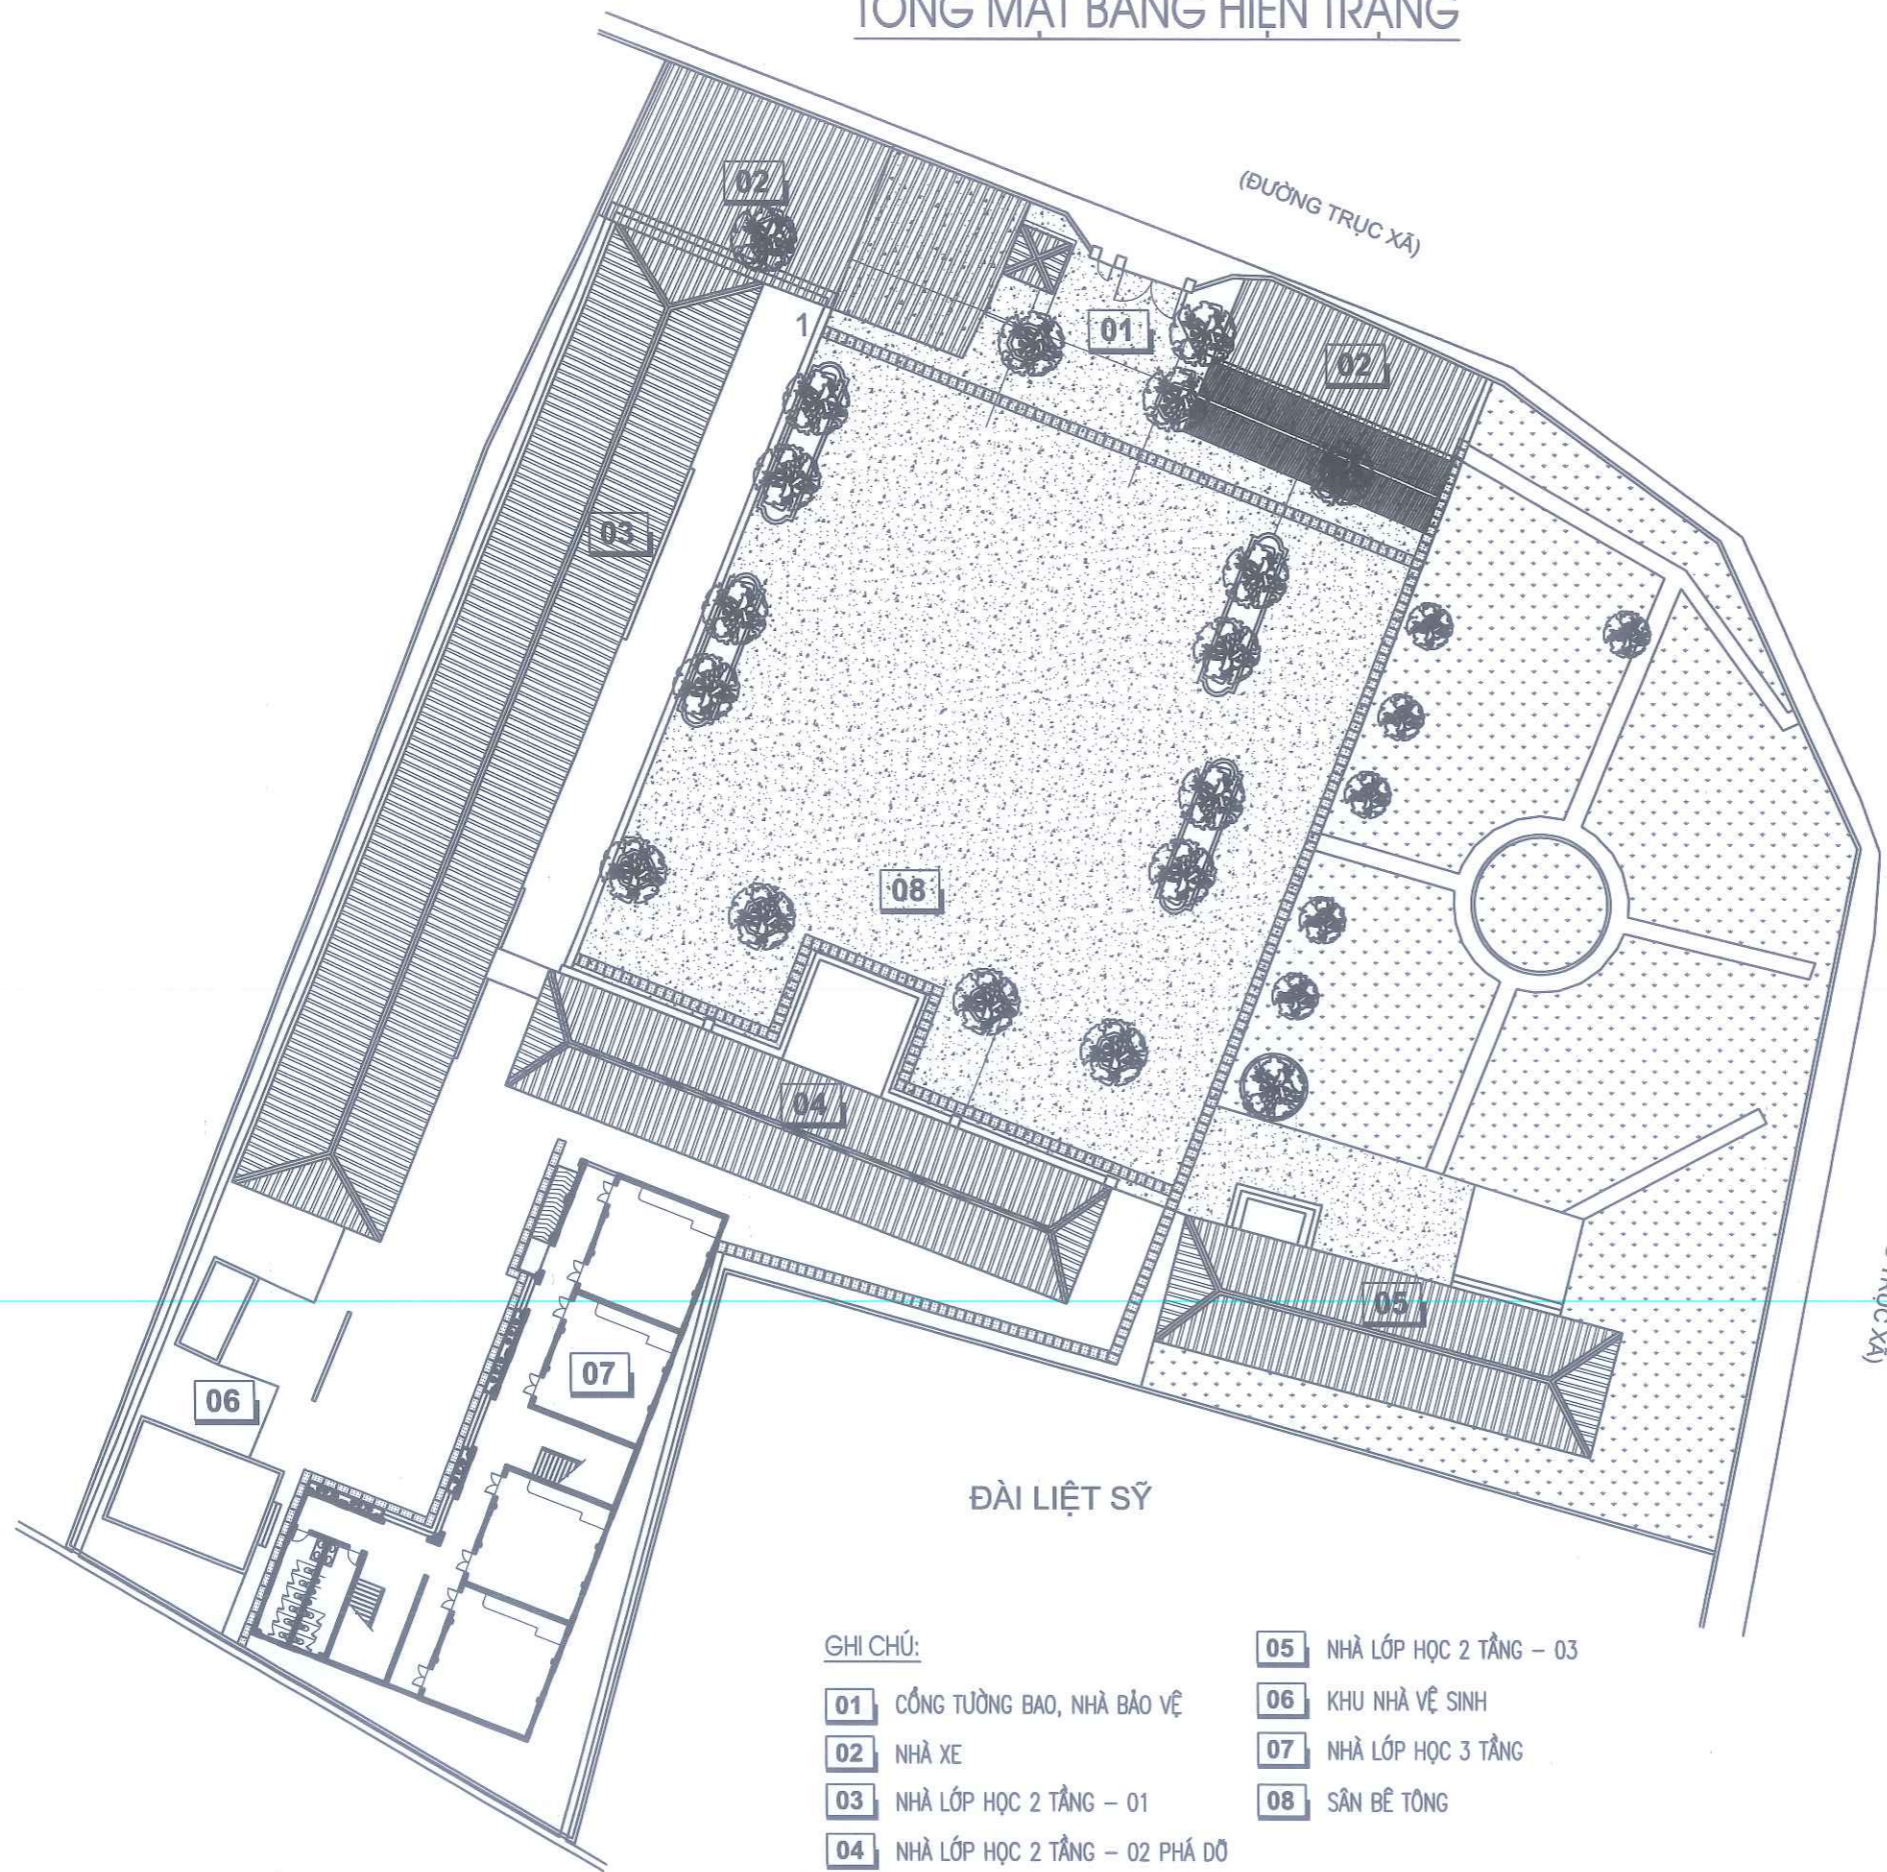 TỔNG MẶT BẰNG HIỆN TRẠNG
(ĐƯỜNG TRỤC XÃ)
02
01
02
1
03
08
04
05
TRỤC XÃ)
07
06
ĐÀI LIỆT SỸ
GHI CHÚ:
01 CỔNG TƯỜNG BAO, NHÀ BẢO VỆ
02 NHÀ XE
03 NHÀ LỚP HỌC 2 TẦNG – 01
04 NHÀ LỚP HỌC 2 TẦNG – 02 PHÁ DỠ
05 NHÀ LỚP HỌC 2 TẦNG – 03
06 KHU NHÀ VỆ SINH
07 NHÀ LỚP HỌC 3 TẦNG
08 SÂN BÊ TÔNG